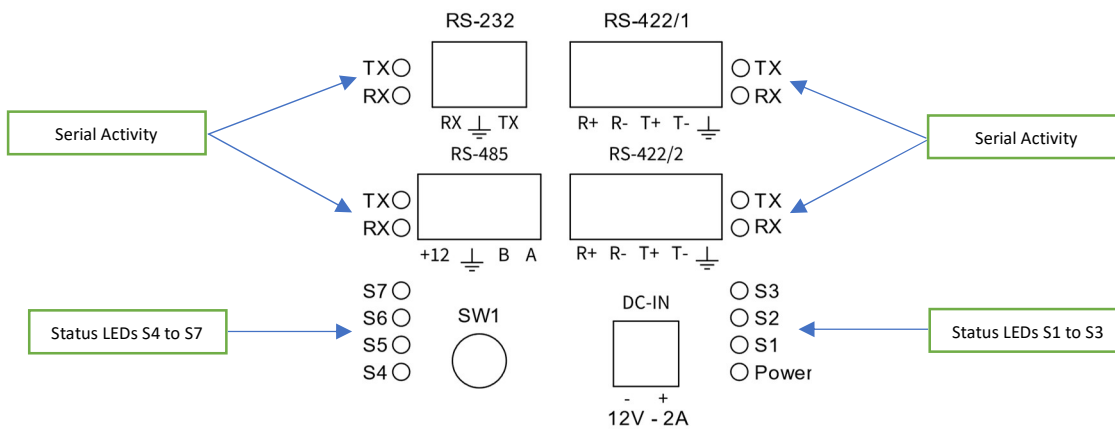 RS-232 RS-422/1
TX TX
RX RX
Serial Activity Serial Activity
RX TX R+ R- T+ T-
RS-485 RS-422/2
TX TX
RX RX
+12 B A R+ R- T+ T-
S7 S3
S6 SW1 DC-IN S2
Status LEDs S4 to S7 Status LEDs S1 to S3
S5 S1
S4 Power
- +
12V - 2A